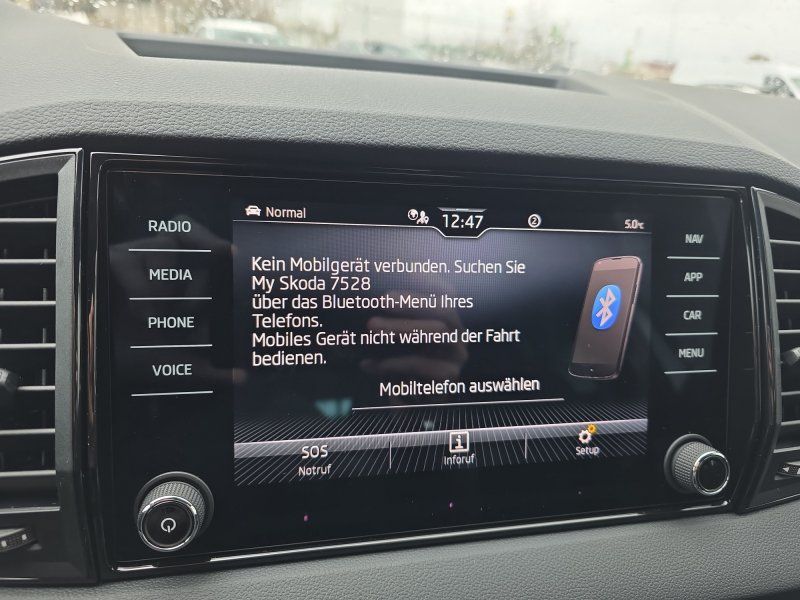 RADIO
MEDIA
PHONE
VOICE
Normal
12:47
2
5.0°C
Kein Mobilgerät verbunden. Suchen Sie
My Skoda 7528
über das Bluetooth-Menü Ihres
Telefons.
Mobiles Gerät nicht während der Fahrt
bedienen.
Mobiltelefon auswählen
SOS
Notruf
Inforuf
Setup
NAV
APP
CAR
MENU